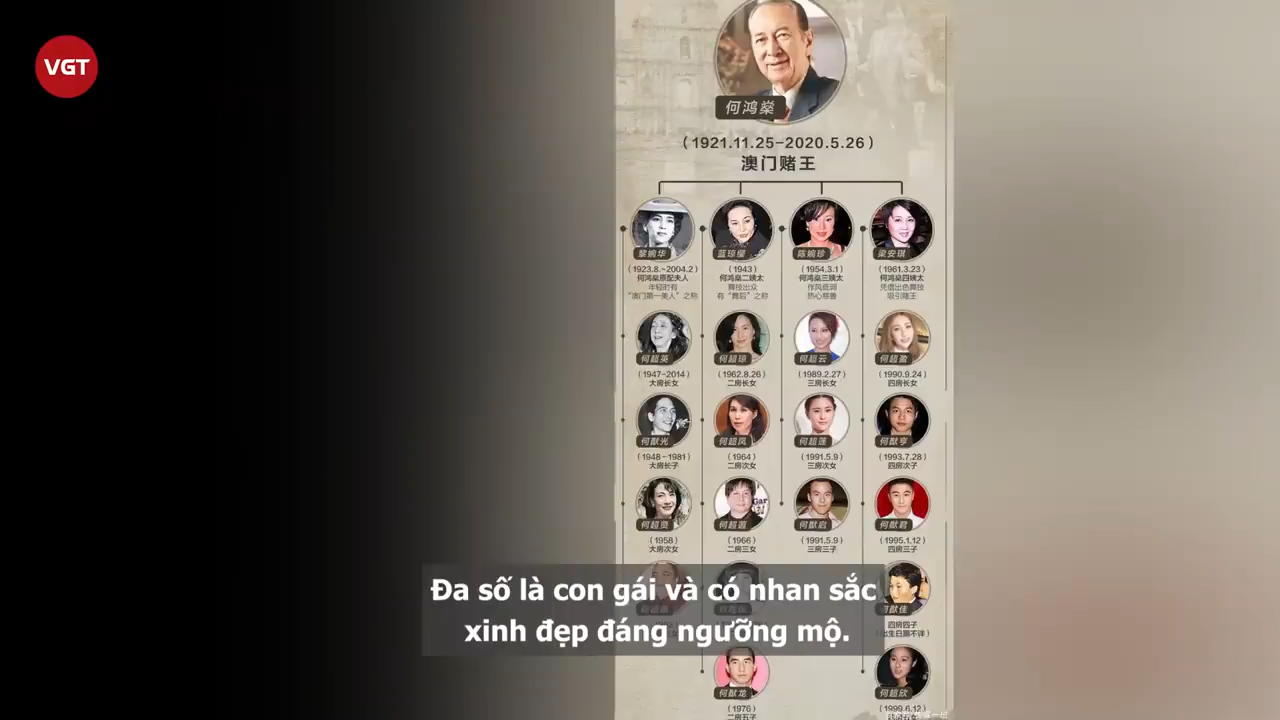 VGT
何鸿燊
(1921.11.25-2020.5.26)
澳门赌王
黎婉华
蓝琼缨
陈婉珍
梁安琪
(1923.8.-2004.2)
何鸿燊原配夫人
年轻时有
“澳门第一美人”之称
(1943)
何鸿燊二姨太
舞技出众
有“舞后”之称
(1954.3.1)
何鸿燊三姨太
作风低调
热心慈善
(1961.3.23)
何鸿燊四姨太
凭借出色舞技
吸引赌王
何超英
何超琼
何超云
何超盈
(1947-2014)
大房长女
(1962.8.26)
二房长女
(1989.2.27)
三房长女
(1990.9.24)
四房长女
何猷光
何超凤
何超莲
何猷亨
(1948-1981)
大房长子
(1964)
二房次女
(1991.5.9)
三房次女
(1993.7.28)
四房次子
何超贤
何超蕸
何猷启
何猷君
(1958)
大房次女
(1966)
二房三女
(1991.5.9)
三房三子
(1995.1.12)
四房三子
何猷佳
四房四子
(出生日期不详)
Đa số là con gái và có nhan sắc
xinh đẹp đáng ngưỡng mộ.
何猷龙
何超欣
(1976)
二房五子
(1999.6.12)